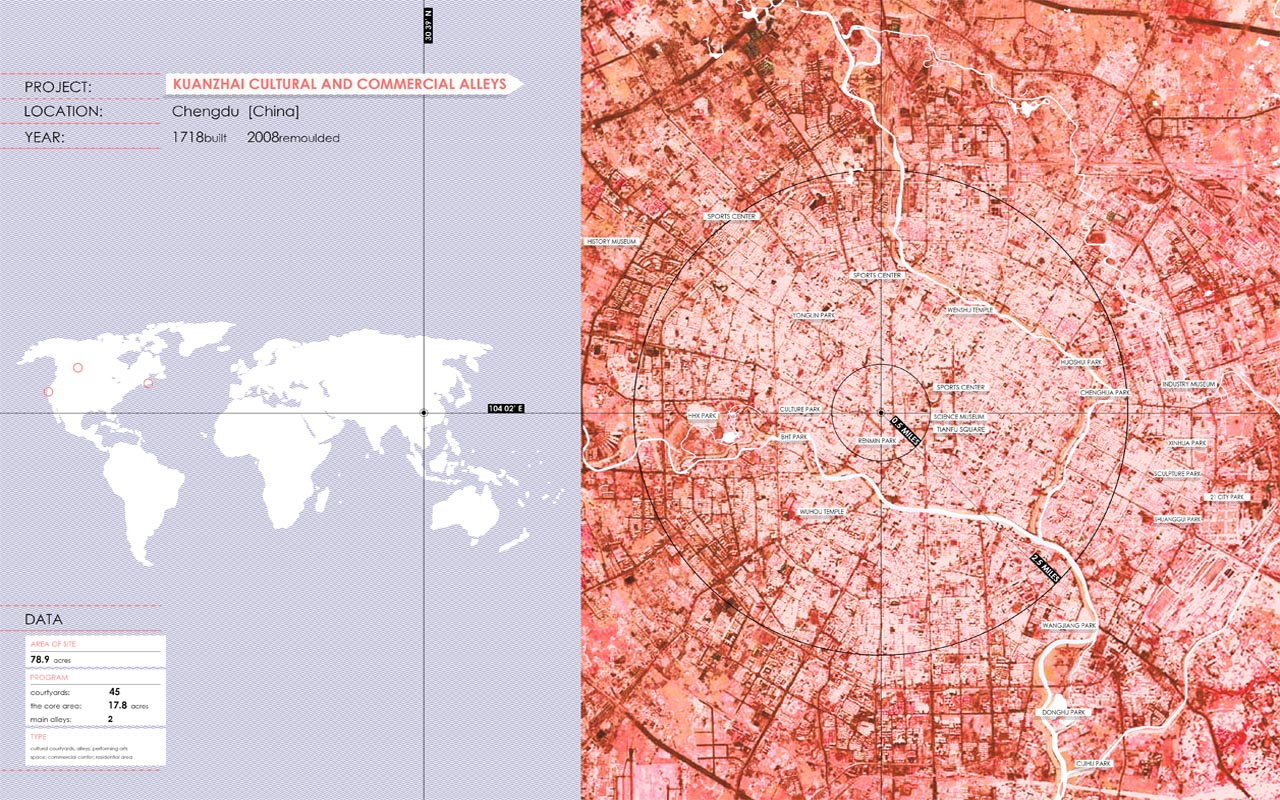 30 39' N
PROJECT:
KUANZHAI CULTURAL AND COMMERCIAL ALLEYS
LOCATION:
Chengdu [China]
YEAR:
1718built 2008remoulded
104 02' E
DATA
AREA OF SITE
78.9 acres
PROGRAM
courtyards: 45
the core area: 17.8 acres
main alleys: 2
TYPE
cultural courtyards, alleys; performing arts
space; commercial center; residential area
SPORTS CENTER
HISTORY MUSEUM
SPORTS CENTER
WENSHU TEMPLE
TONGLIN PARK
HUOSHUI PARK
INDUSTRY MUSEUM
SPORTS CENTER
CHENGHUA PARK
CULTURE PARK
HHX PARK
SCIENCE MUSEUM
TIANFU SQUARE
0.5 MILES
BHT PARK
RENMIN PARK
XINHUA PARK
SCULPTURE PARK
21 CITY PARK
WUHOU TEMPLE
SHUANGGUI PARK
2.5 MILES
WANGJIANG PARK
DONGHU PARK
CUIHU PARK